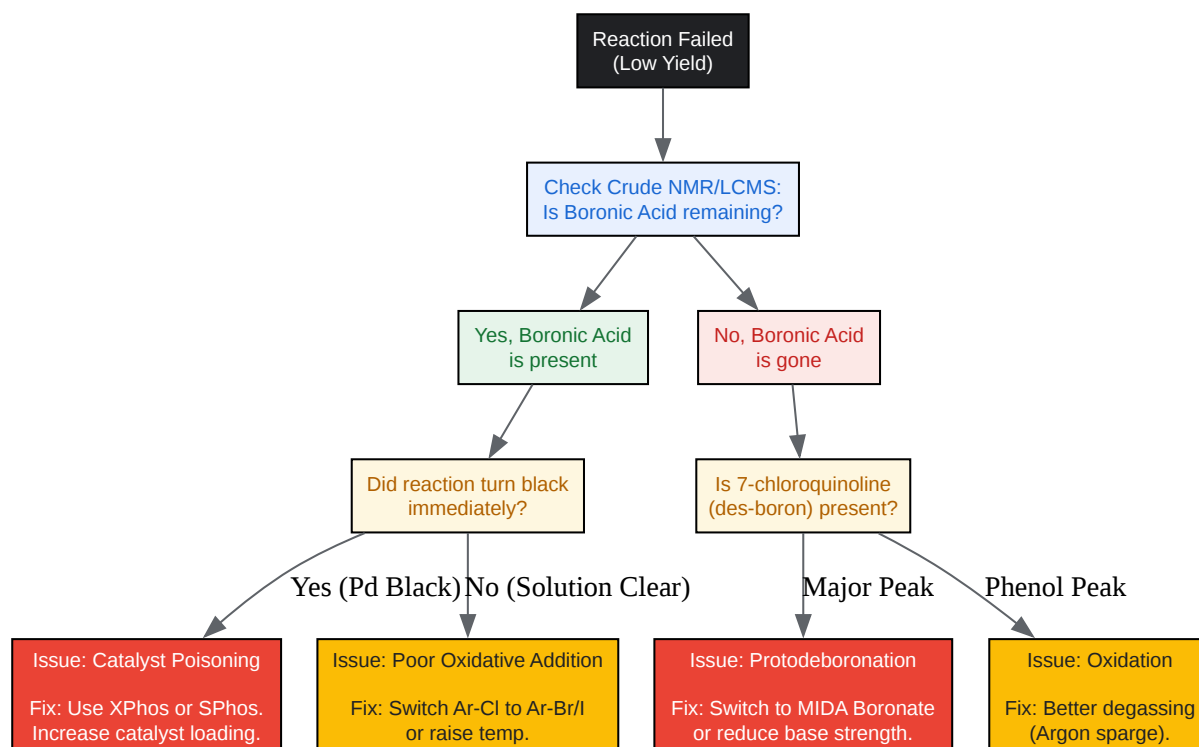 Reaction Failed
(Low Yield)
Check Crude NMR/LCMS:
Is Boronic Acid remaining?
Yes, Boronic Acid
is present
No, Boronic Acid
is gone
Did reaction turn black
immediately?
Is 7-chloroquinoline
(des-boron) present?
Yes (Pd Black)
No (Solution Clear)
Major Peak
Phenol Peak
Issue: Catalyst Poisoning
Fix: Use XPhos or SPhos.
Increase catalyst loading.
Issue: Poor Oxidative Addition
Fix: Switch Ar-Cl to Ar-Br/I
or raise temp.
Issue: Protodeboronation
Fix: Switch to MIDA Boronate
or reduce base strength.
Issue: Oxidation
Fix: Better degassing
(Argon sparge).